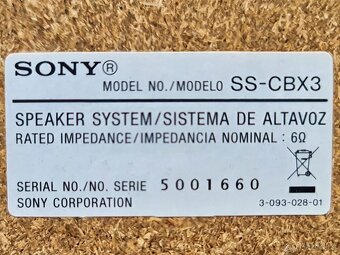 SONY®
MODEL NO./MODELO SS-CBX3
SPEAKER SYSTEM/SISTEMA DE ALTAVOZ
RATED IMPEDANCE/IMPEDANCIA NOMINAL : 6Ω
SERIAL NO./NO. SERIE 5001660
SONY CORPORATION
3-093-028-01